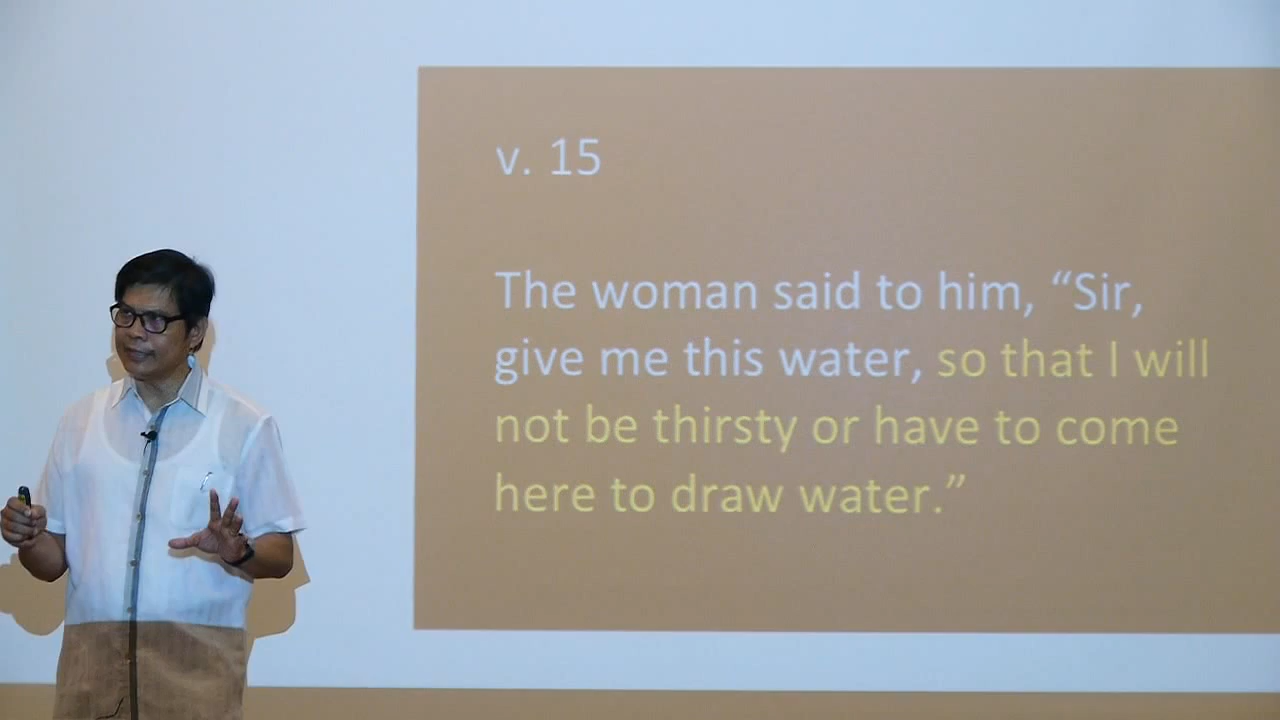 v. 15
The woman said to him, “Sir,
give me this water, so that I will
not be thirsty or have to come
here to draw water.”